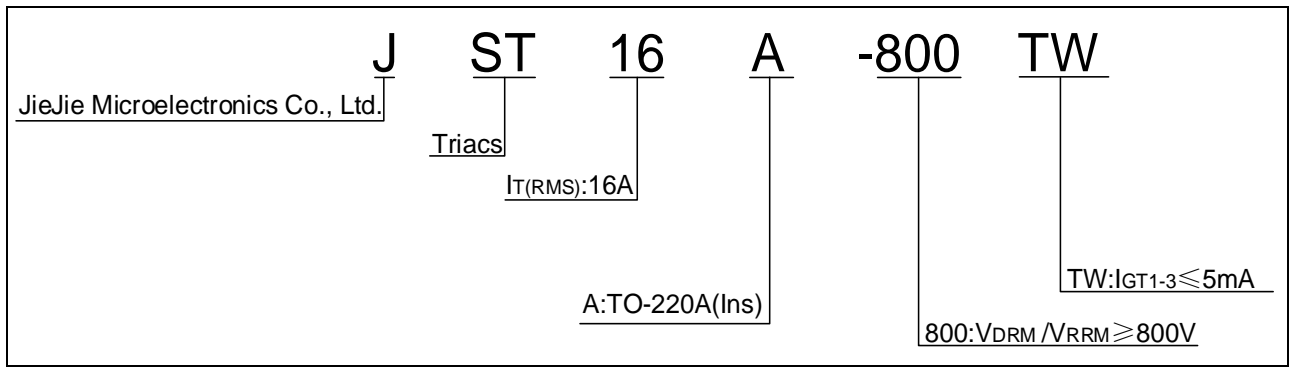 J ST 16 A -800 TW
JieJie Microelectronics Co., Ltd.
Triacs
IT(RMS):16A
TW:IGT1-3≤5mA
A:TO-220A(Ins)
800:VDRM /VRRM≥800V